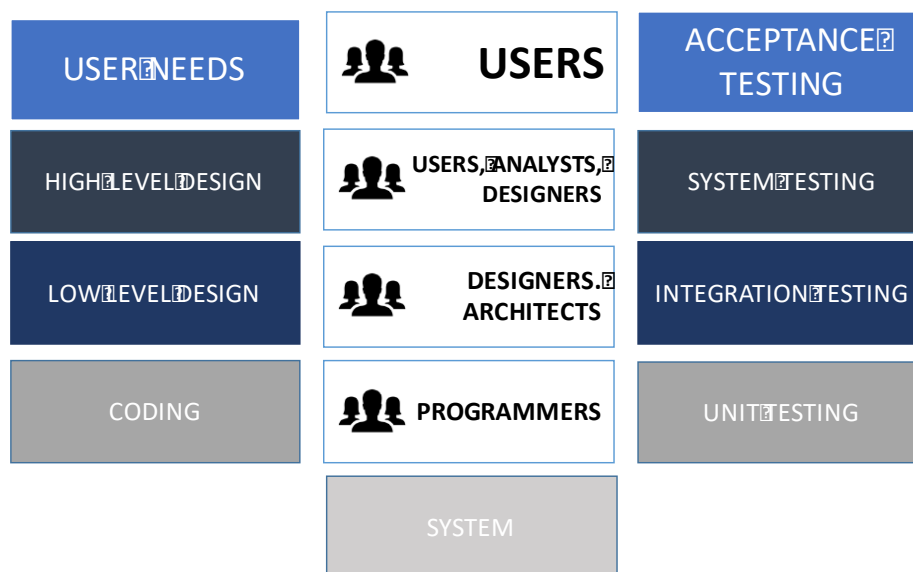 USER⍰NEEDS
USERS
ACCEPTANCE⍰
TESTING
HIGH⍰LEVEL⍰DESIGN
USERS,⍰ANALYSTS,⍰
DESIGNERS
SYSTEM⍰TESTING
LOW⍰LEVEL⍰DESIGN
DESIGNERS.⍰
ARCHITECTS
INTEGRATION⍰TESTING
CODING
PROGRAMMERS
UNIT⍰TESTING
SYSTEM